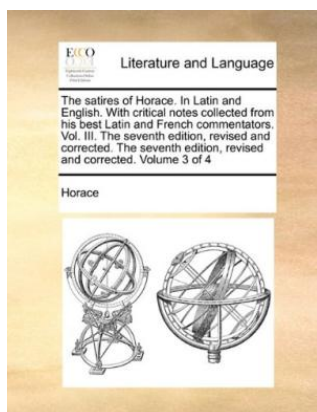 ECCO
Literature and Language
The satires of Horace. In Latin and
English. With critical notes collected from
his best Latin and French commentators.
Vol. III. The seventh edition, revised and
corrected. The seventh edition, revised
and corrected. Volume 3 of 4
Horace